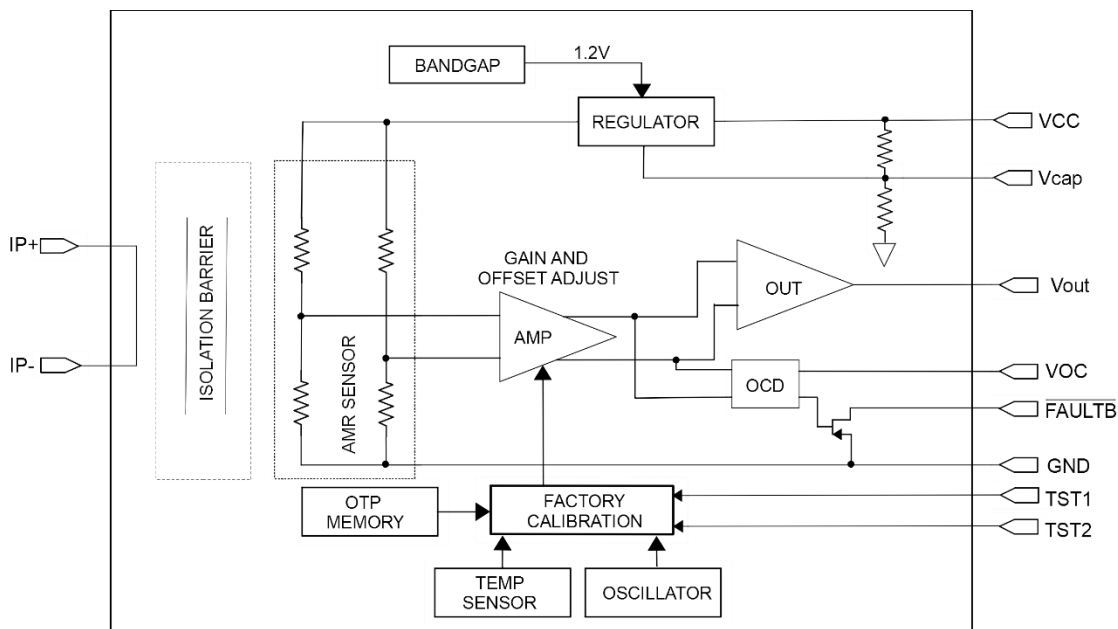 BANDGAP
1.2V
REGULATOR
VCC
Vcap
IP+
IP-
ISOLATION BARRIER
AMR SENSOR
GAIN AND
OFFSET ADJUST
AMP
OUT
Vout
OCD
VOC
FAULTB
GND
OTP
MEMORY
FACTORY
CALIBRATION
TST1
TST2
TEMP
SENSOR
OSCILLATOR